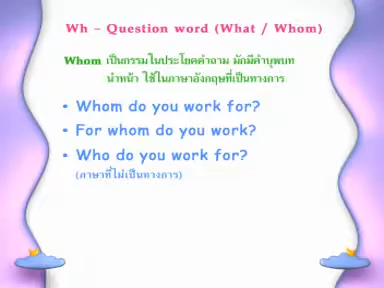 Wh - Question word (What / Whom)
Whom เป็นกรรมในประโยคคำถาม มักมีคำบุพบท
นำหน้า ใช้ในภาษาอังกฤษที่เป็นทางการ
• Whom do you work for?
• For whom do you work?
• Who do you work for?
(ภาษาที่ไม่เป็นทางการ)